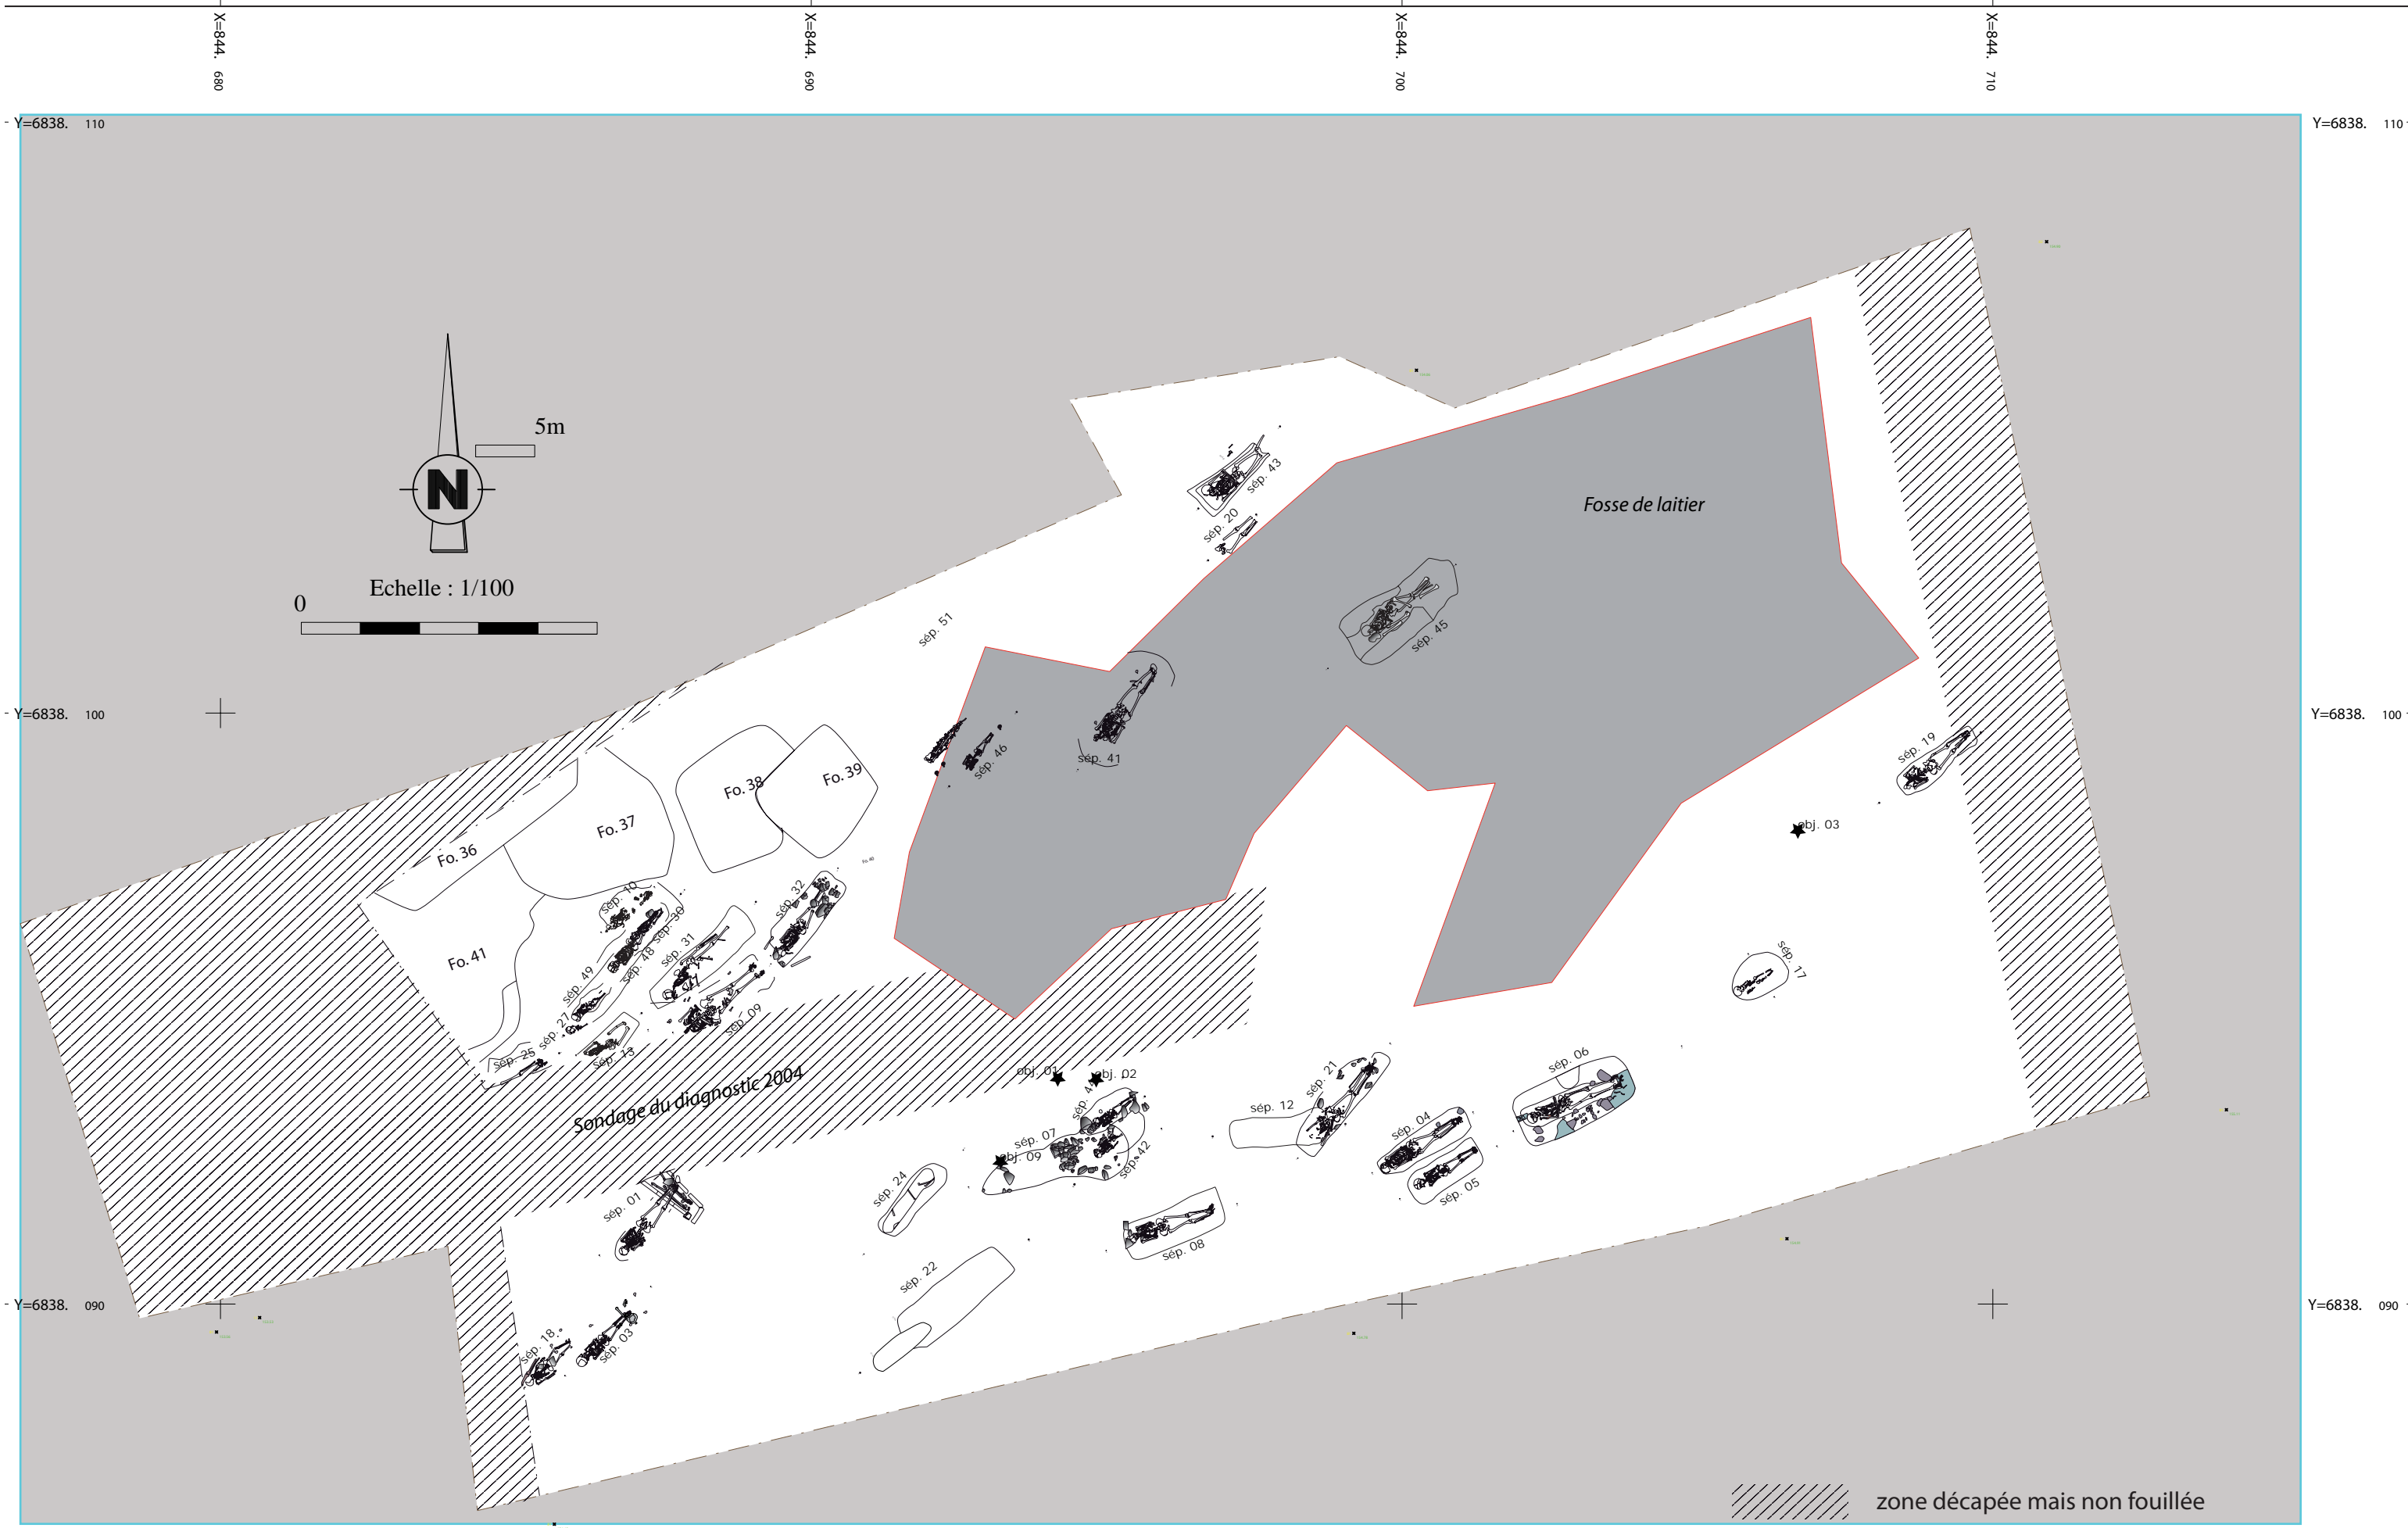 X=844. 680
X=844. 690
X=844. 700
X=844. 710
Y=6838. 110
Y=6838. 110
5m
N
Echelle : 1/100
0
Fosse de laitier
sép. 43
sép. 20
sép. 45
sép. 51
sép. 46
sép. 41
Y=6838. 100
Y=6838. 100
sép. 19
obj. 03
Fo. 36
Fo. 37
Fo. 38
Fo. 39
Fo. 40
Fo. 41
sép. 10
sép. 30
sép. 48
sép. 49
sép. 31
sép. 32
sép. 09
sép. 27
sép. 25
sép. 13
sép. 17
Sondage du diagnostic 2004
obj. 01
obj. 02
sép. 07
obj. 09
sép. 42
sép. 12
sép. 21
sép. 04
sép. 05
sép. 06
sép. 24
sép. 08
sép. 01
sép. 22
sép. 03
sép. 18
Y=6838. 090
Y=6838. 090
zone décapée mais non fouillée